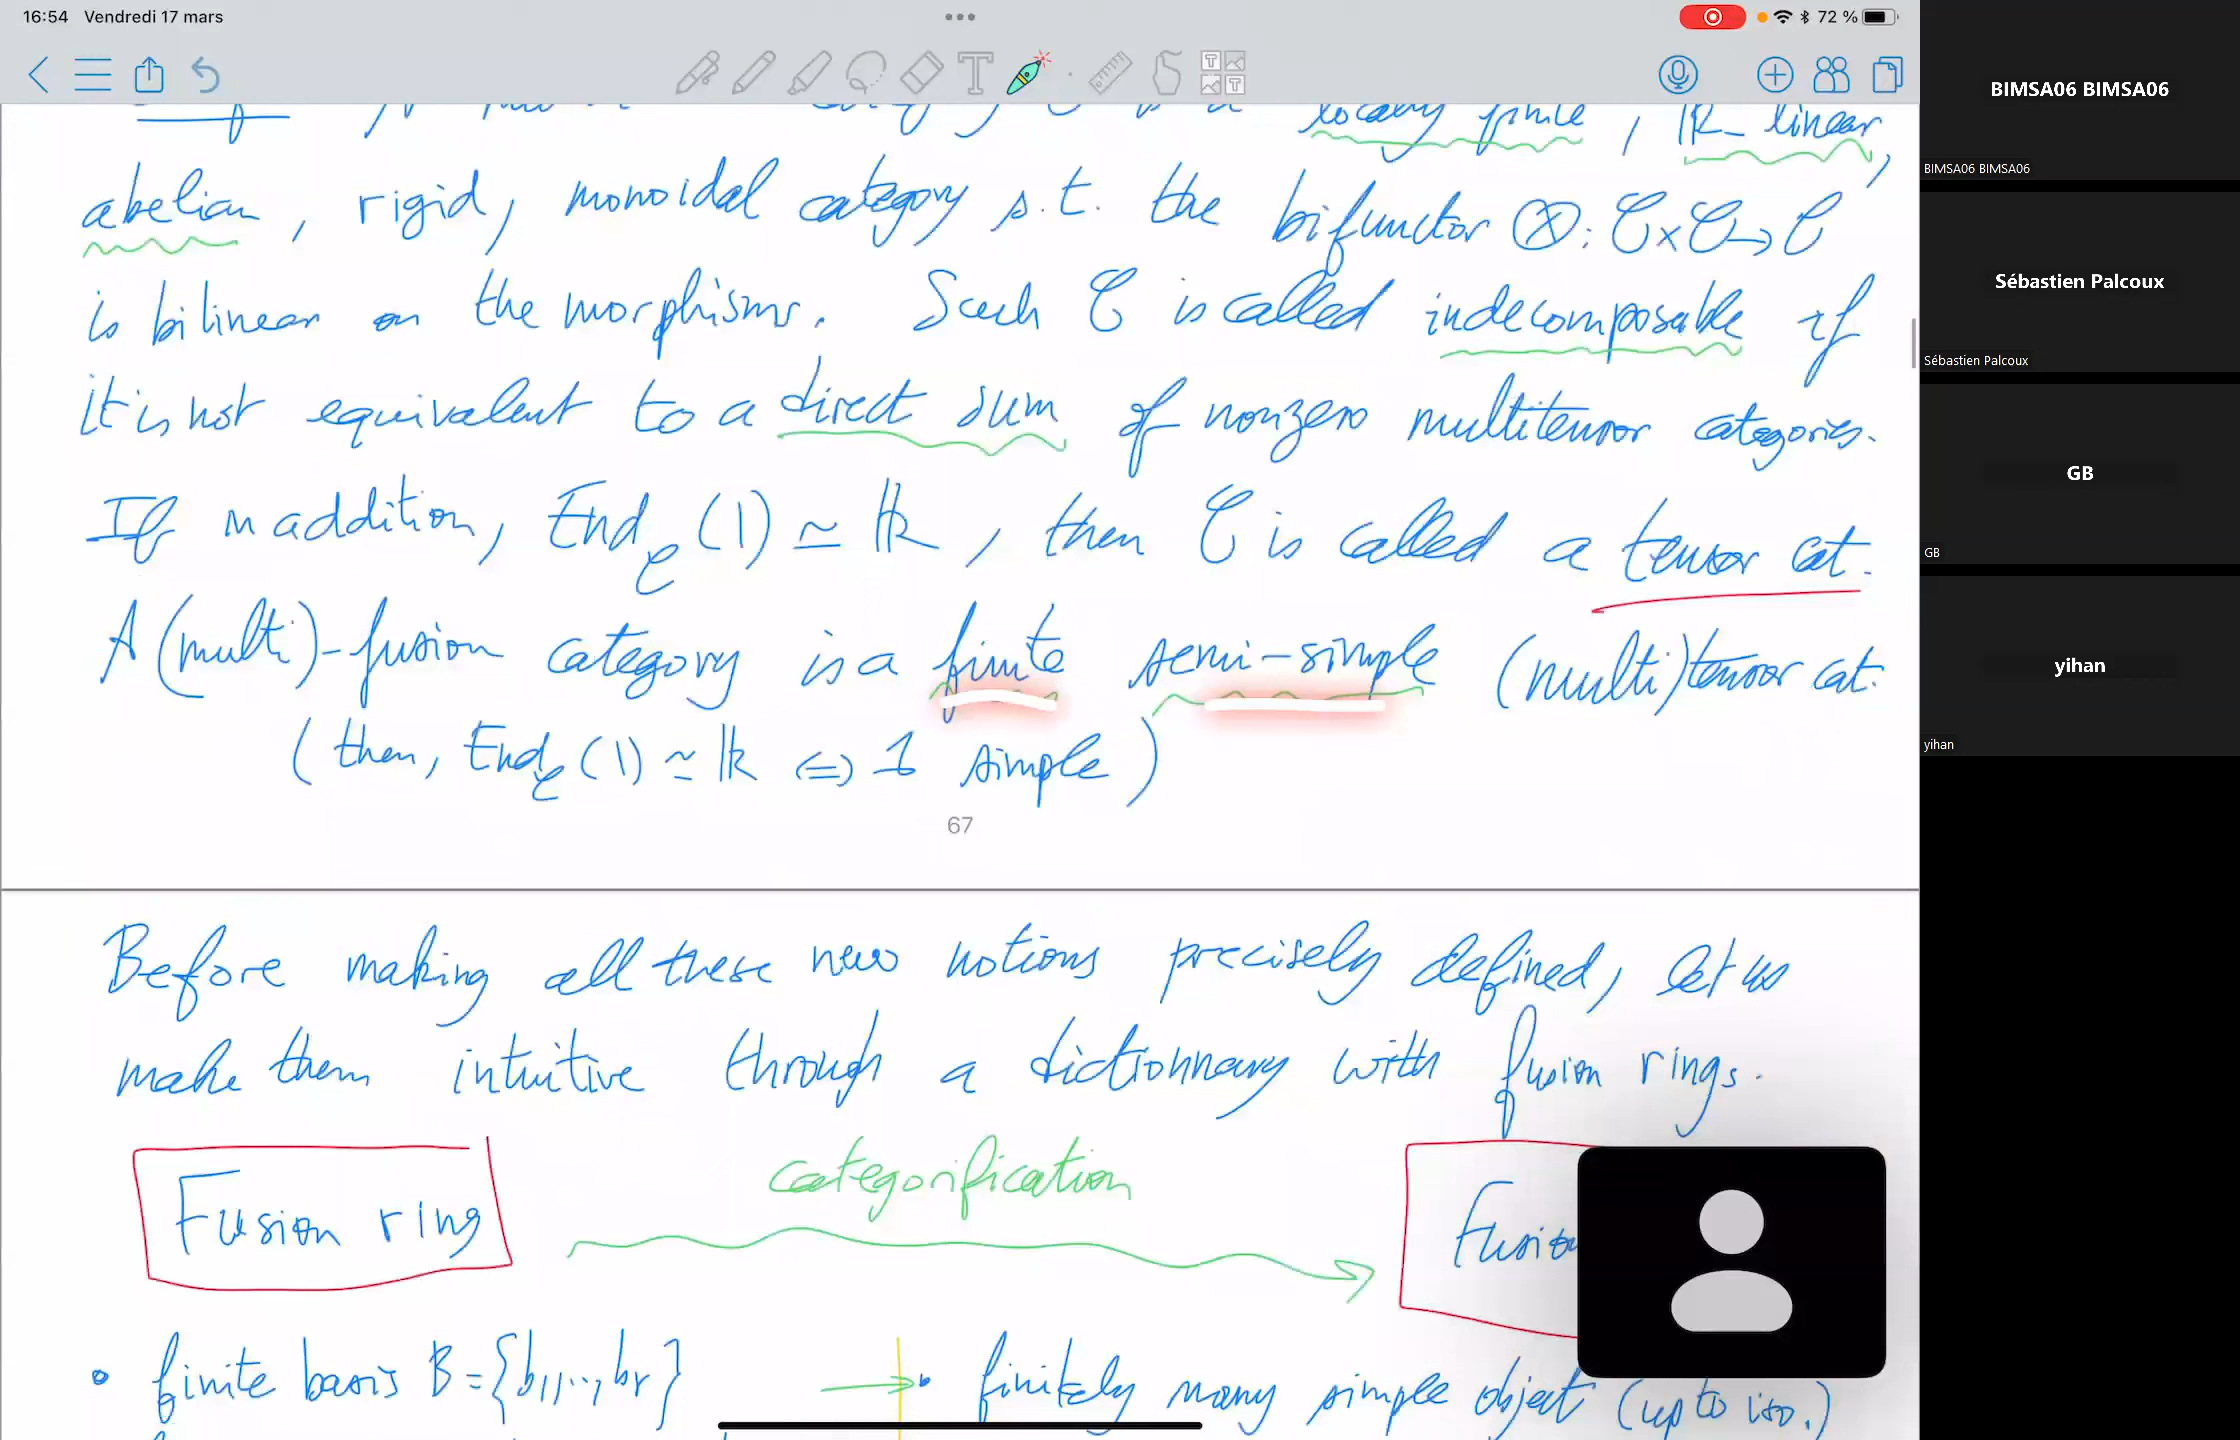 16:54 Vendredi 17 mars
72 %
locally finite, 𝕜-linear,
abelian, rigid, monoidal category s.t. the bifunctor ⊗: 𝒞×𝒞→𝒞
is bilinear on the morphisms. Such 𝒞 is called indecomposable if
it is not equivalent to a direct sum of nonzero multitensor categories.
If in addition, End_𝒞(1) ≃ 𝕜, then 𝒞 is called a tensor cat.
A (multi)-fusion category is a finite semi-simple (multi)tensor cat.
(then, End_𝒞(1) ≃ 𝕜 ⇔ 1 simple)
67
Before making all these new notions precisely defined, let us
make them intuitive through a dictionnary with fusion rings.
categorification
Fusion ring
Fusion
• finite basis B = {b1,..,br}
• finitely many simple object (up to iso.)
BIMSA06 BIMSA06
BIMSA06 BIMSA06
Sébastien Palcoux
Sébastien Palcoux
GB
GB
yihan
yihan